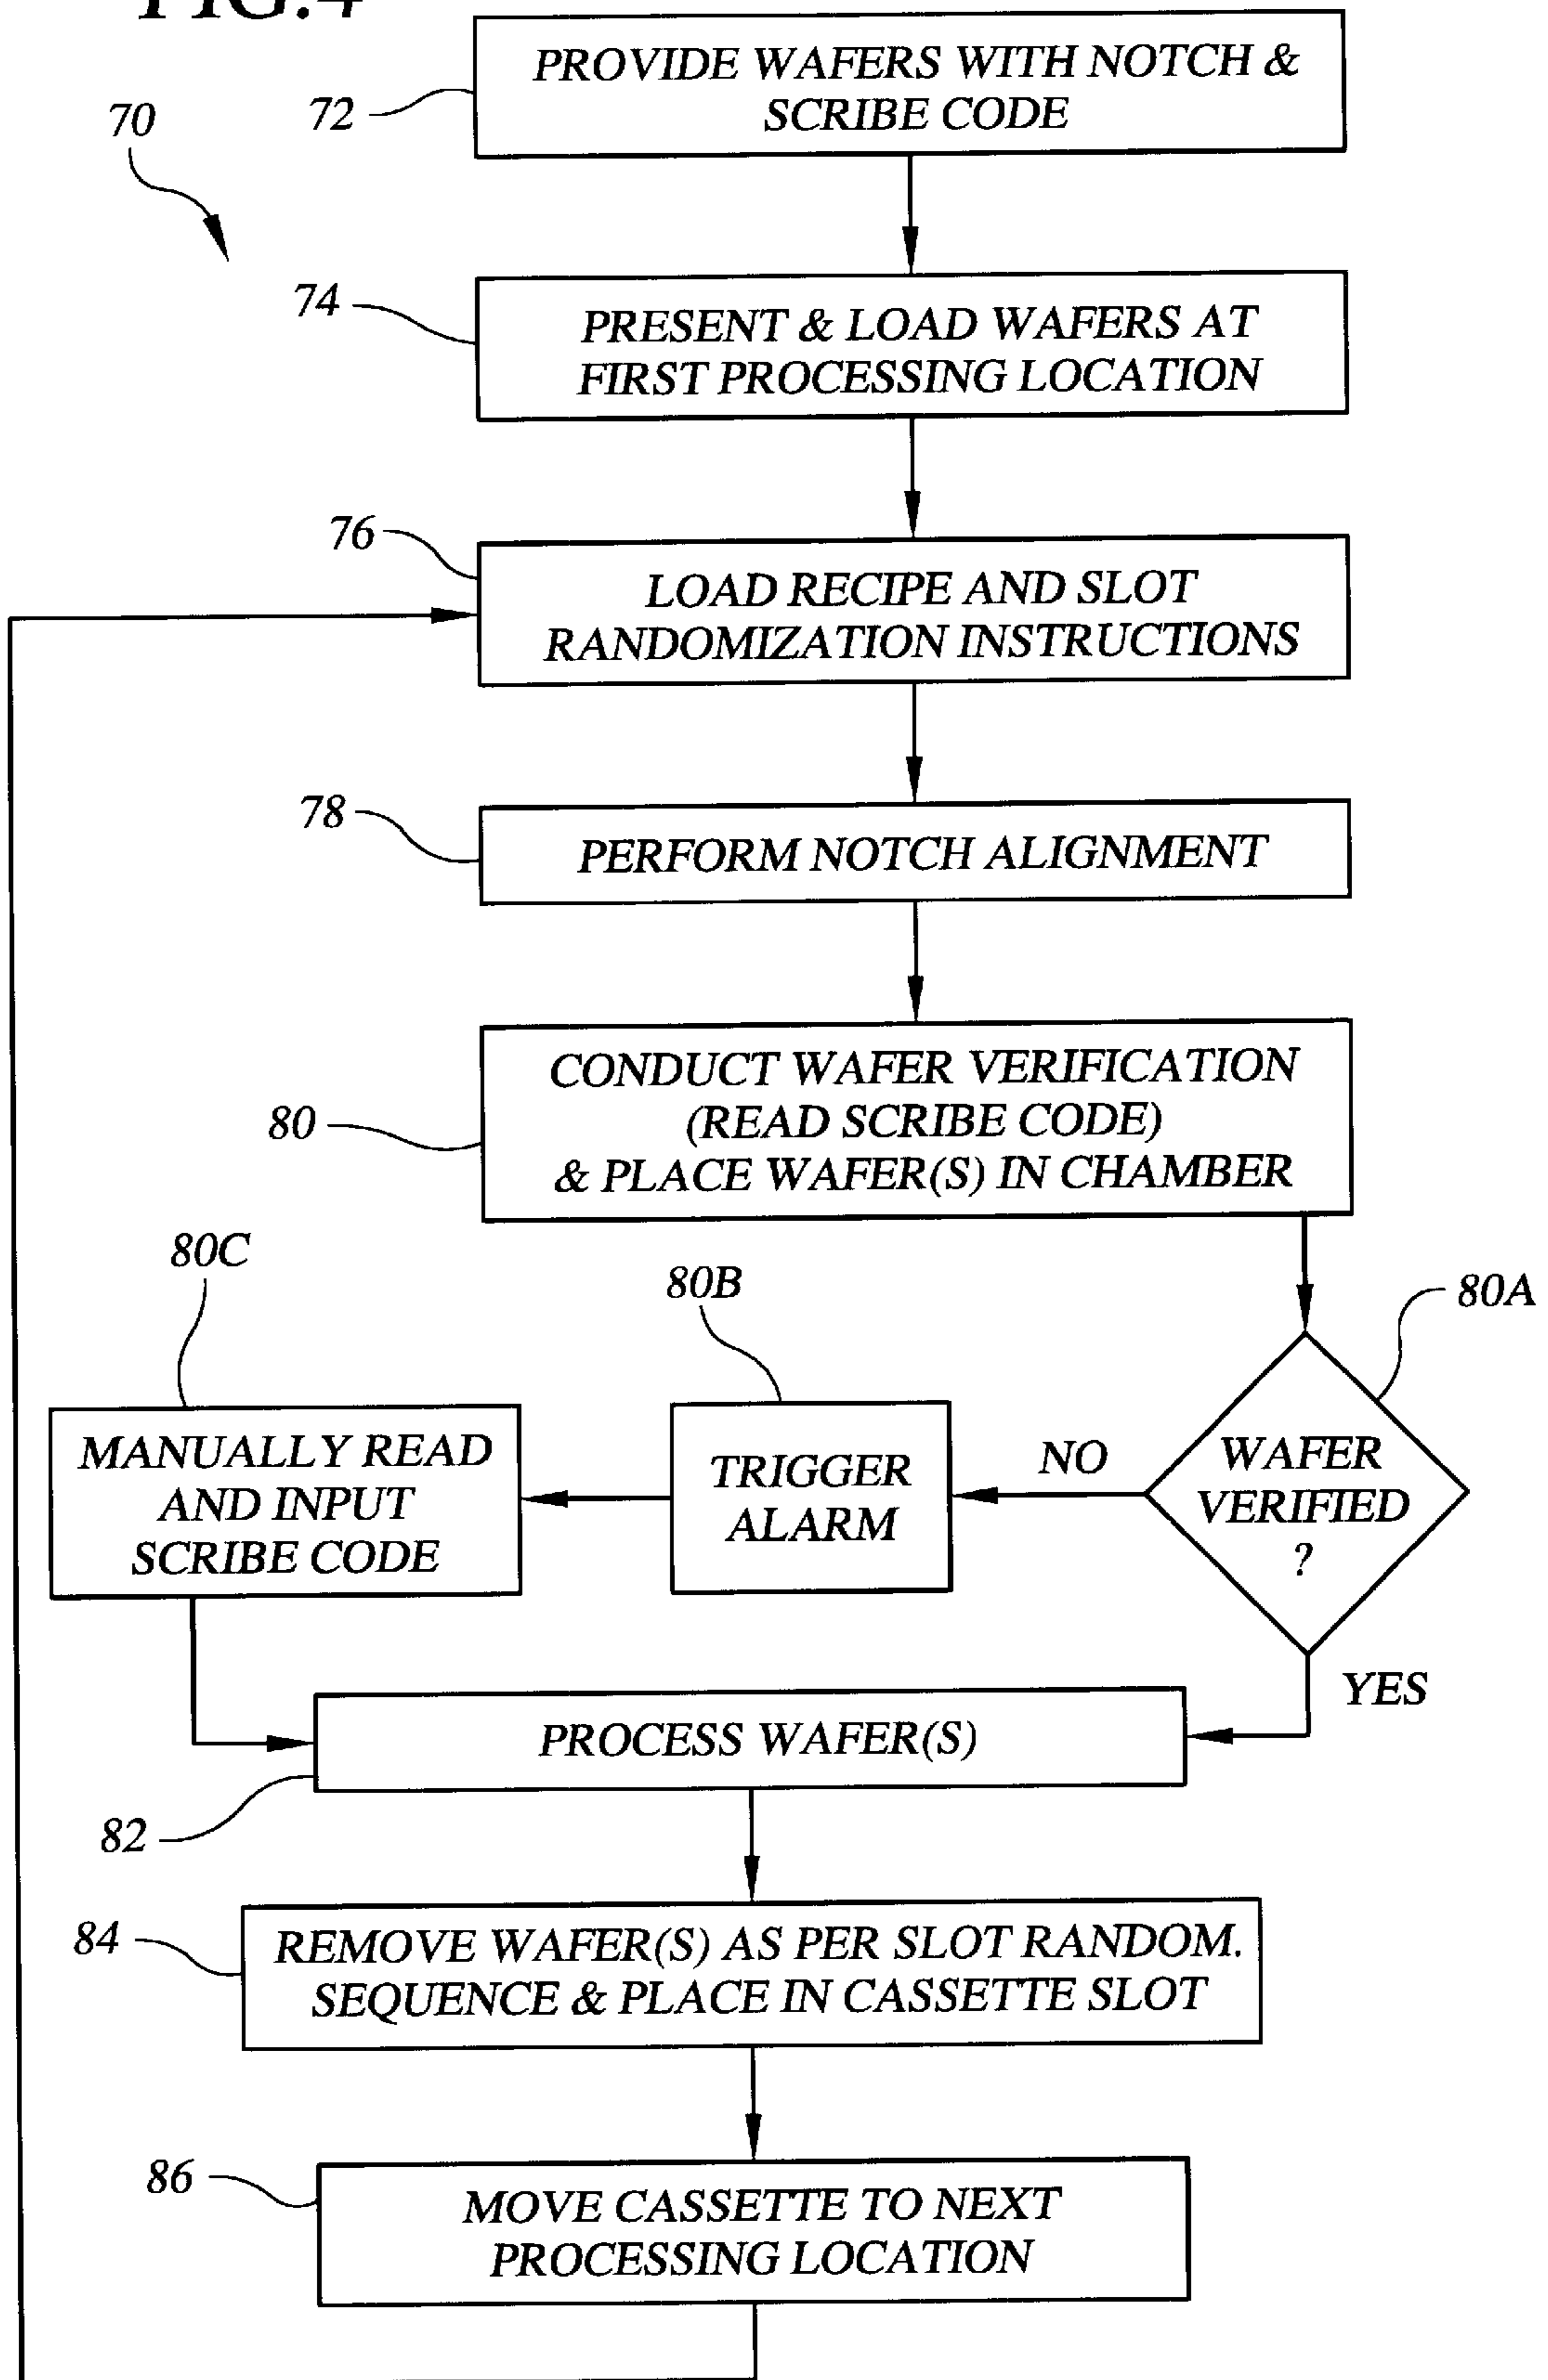 FIG.4
70
72
PROVIDE WAFERS WITH NOTCH &
SCRIBE CODE
74
PRESENT & LOAD WAFERS AT
FIRST PROCESSING LOCATION
76
LOAD RECIPE AND SLOT
RANDOMIZATION INSTRUCTIONS
78
PERFORM NOTCH ALIGNMENT
80
CONDUCT WAFER VERIFICATION
(READ SCRIBE CODE)
& PLACE WAFER(S) IN CHAMBER
80C
80B
80A
MANUALLY READ
AND INPUT
SCRIBE CODE
TRIGGER
ALARM
NO
WAFER
VERIFIED
?
YES
PROCESS WAFER(S)
82
84
REMOVE WAFER(S) AS PER SLOT RANDOM.
SEQUENCE & PLACE IN CASSETTE SLOT
86
MOVE CASSETTE TO NEXT
PROCESSING LOCATION